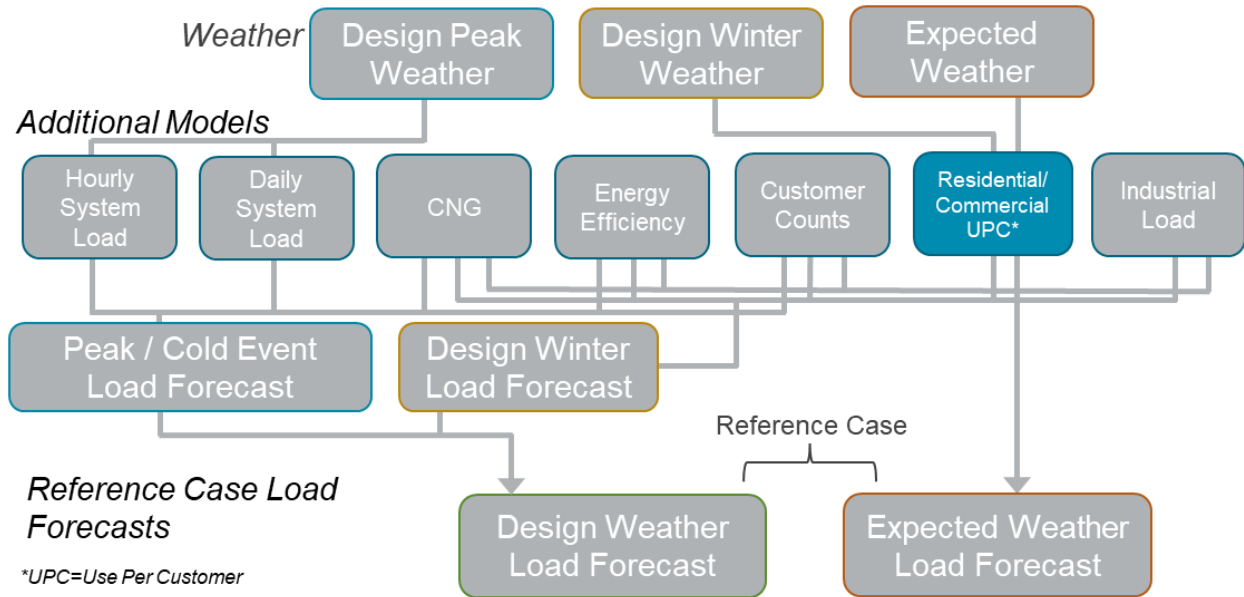 Weather
Design Peak
Weather
Design Winter
Weather
Expected
Weather
Additional Models
Hourly
System
Load
Daily
System
Load
CNG
Energy
Efficiency
Customer
Counts
Residential/
Commercial
UPC*
Industrial
Load
Peak / Cold Event
Load Forecast
Design Winter
Load Forecast
Reference Case
Reference Case Load
Forecasts
Design Weather
Load Forecast
Expected Weather
Load Forecast
*UPC=Use Per Customer